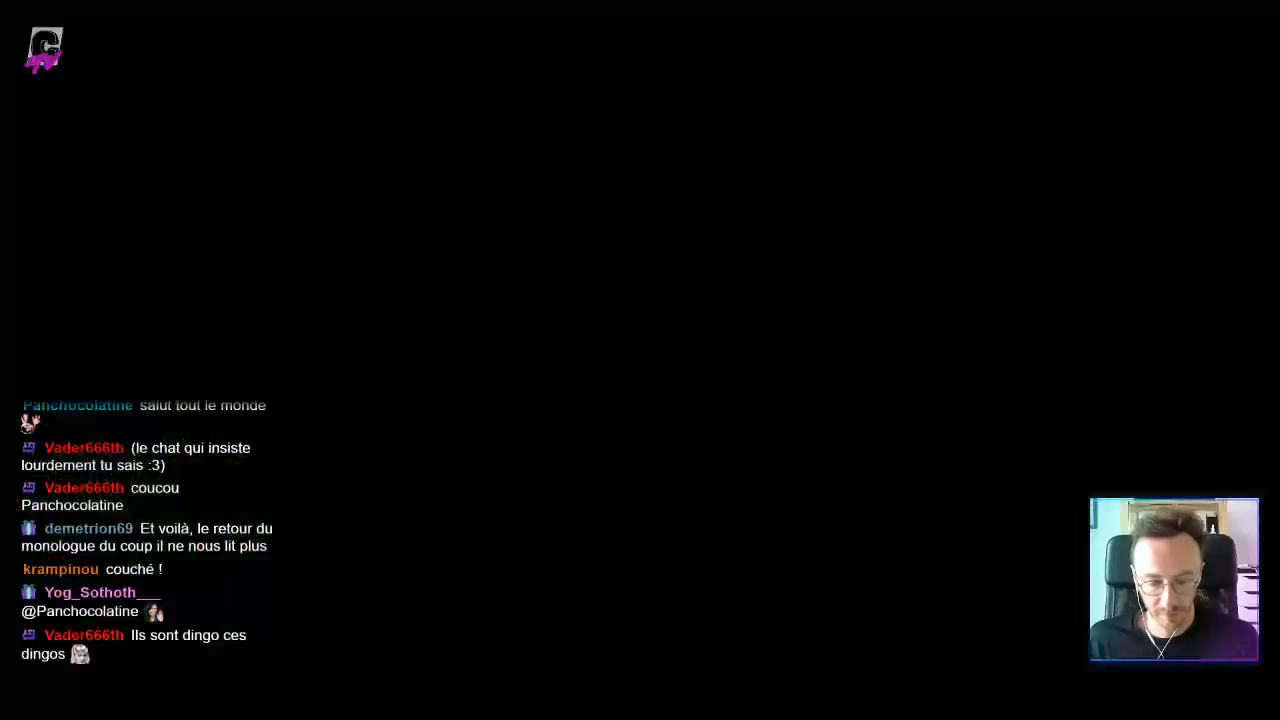 Panchocolatine salut tout le monde
Vader666th (le chat qui insiste
lourdement tu sais :3)
Vader666th coucou
Panchocolatine
demetrion69 Et voilà, le retour du
monologue du coup il ne nous lit plus
krampinou couché !
Yog_Sothoth___
@Panchocolatine
Vader666th Ils sont dingo ces
dingos